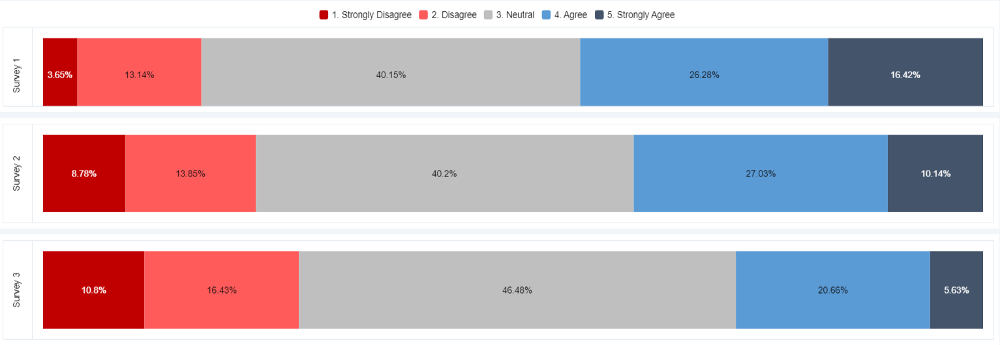 1. Strongly Disagree 2. Disagree 3. Neutral 4. Agree 5. Strongly Agree
Survey 1
3.65% 13.14% 40.15% 26.28% 16.42%
Survey 2
8.78% 13.85% 40.2% 27.03% 10.14%
Survey 3
10.8% 16.43% 46.48% 20.66% 5.63%